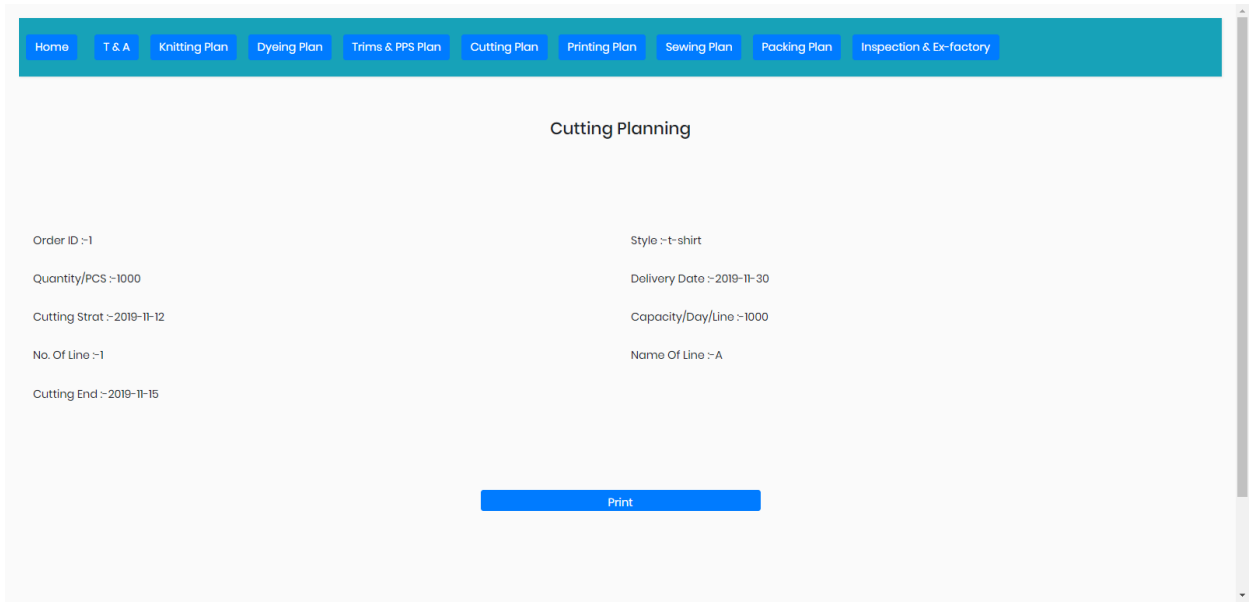 Home T & A Knitting Plan Dyeing Plan Trims & PPS Plan Cutting Plan Printing Plan Sewing Plan Packing Plan Inspection & Ex-factory
Cutting Planning
Order ID :-1 Style :-t-shirt
Quantity/PCS :-1000 Delivery Date :-2019-11-30
Cutting Strat :-2019-11-12 Capacity/Day/Line :-1000
No. Of Line :-1 Name Of Line :-A
Cutting End :-2019-11-15
Print